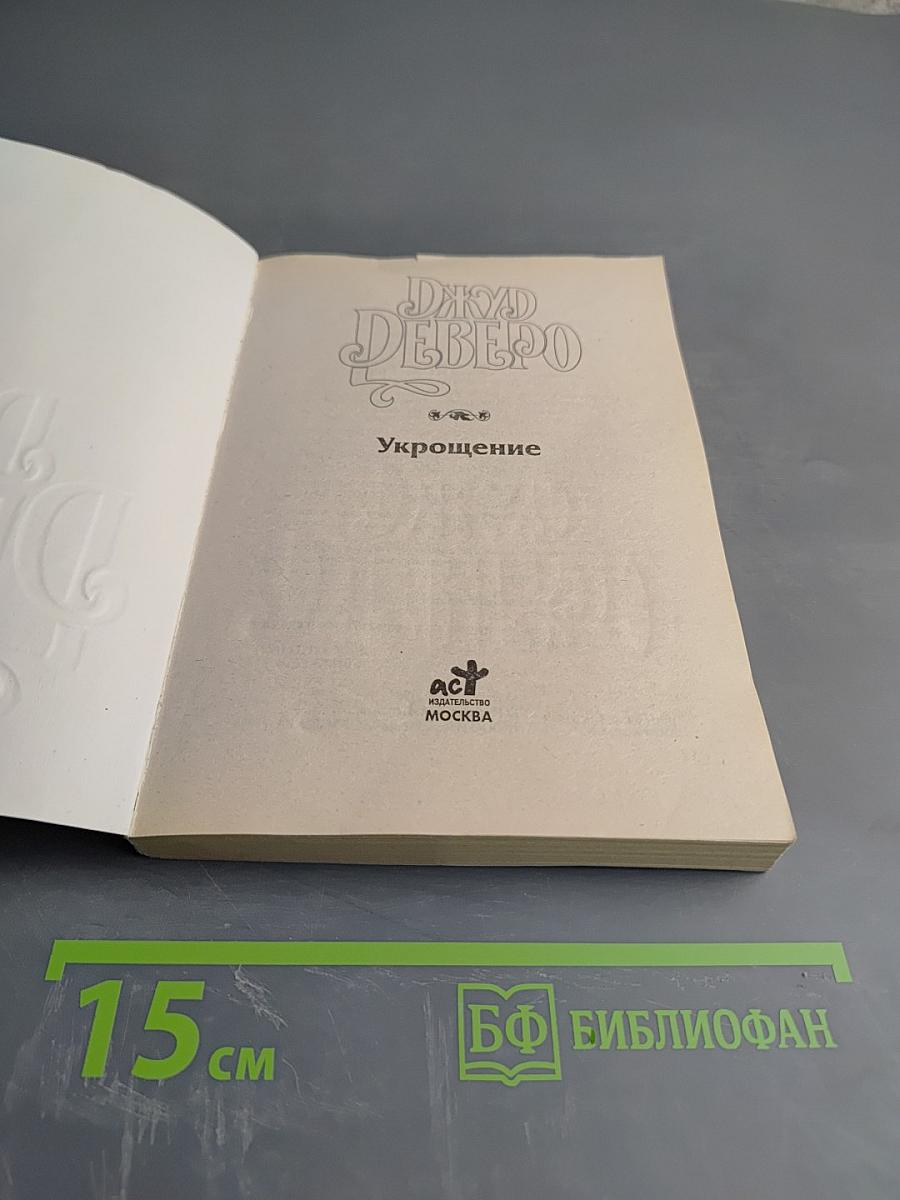 Джуд
Деверо
Укрощение
аст
ИЗДАТЕЛЬСТВО
МОСКВА
15 см
БФ БИБЛИОФАН